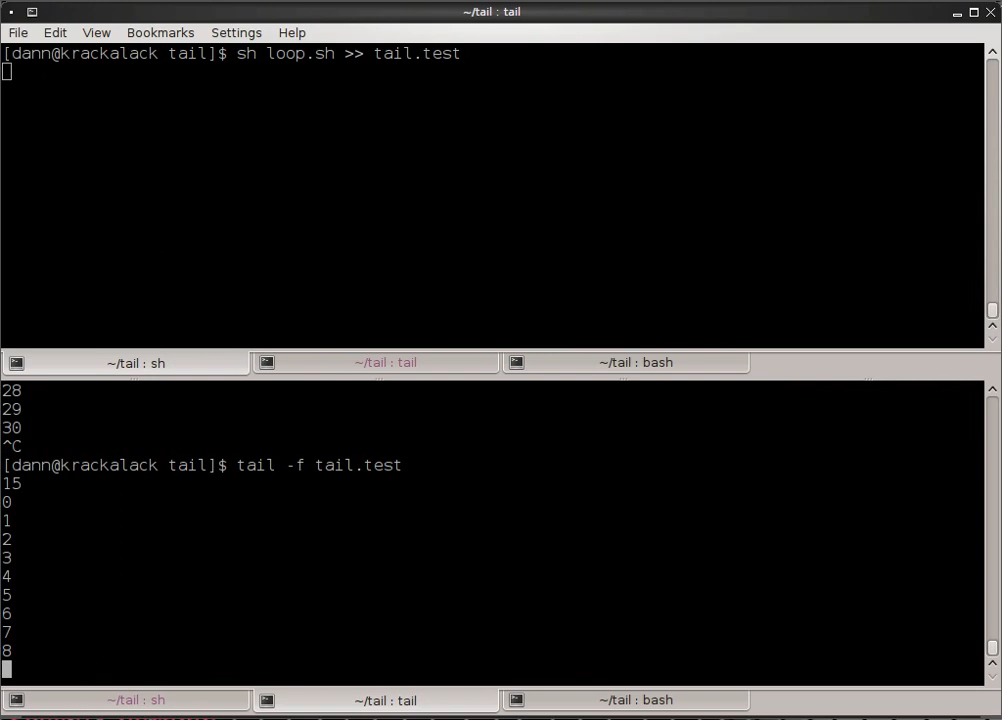 ~/tail : tail
File Edit View Bookmarks Settings Help
[dann@krackalack tail]$ sh loop.sh >> tail.test
~/tail : sh ~/tail : tail ~/tail : bash
28
29
30
^C
[dann@krackalack tail]$ tail -f tail.test
15
0
1
2
3
4
5
6
7
8
~/tail : sh ~/tail : tail ~/tail : bash